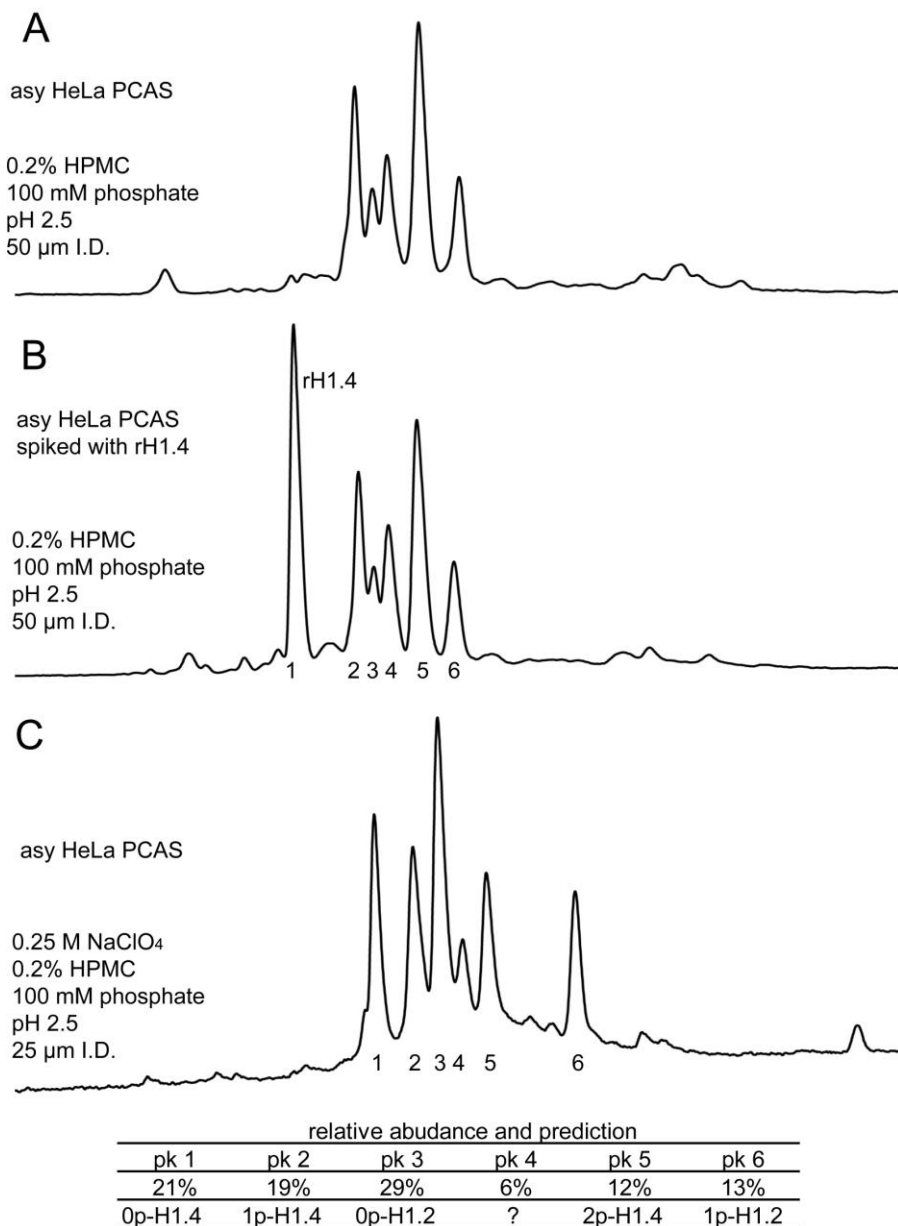 A
asy HeLa PCAS
0.2% HPMC
100 mM phosphate
pH 2.5
50 µm I.D.
B
rH1.4
asy HeLa PCAS
spiked with rH1.4
0.2% HPMC
100 mM phosphate
pH 2.5
50 µm I.D.
1 2 3 4 5 6
C
asy HeLa PCAS
0.25 M NaClO4
0.2% HPMC
100 mM phosphate
pH 2.5
25 µm I.D.
1 2 3 4 5 6
relative abudance and prediction
pk 1 pk 2 pk 3 pk 4 pk 5 pk 6
21% 19% 29% 6% 12% 13%
0p-H1.4 1p-H1.4 0p-H1.2 ? 2p-H1.4 1p-H1.2